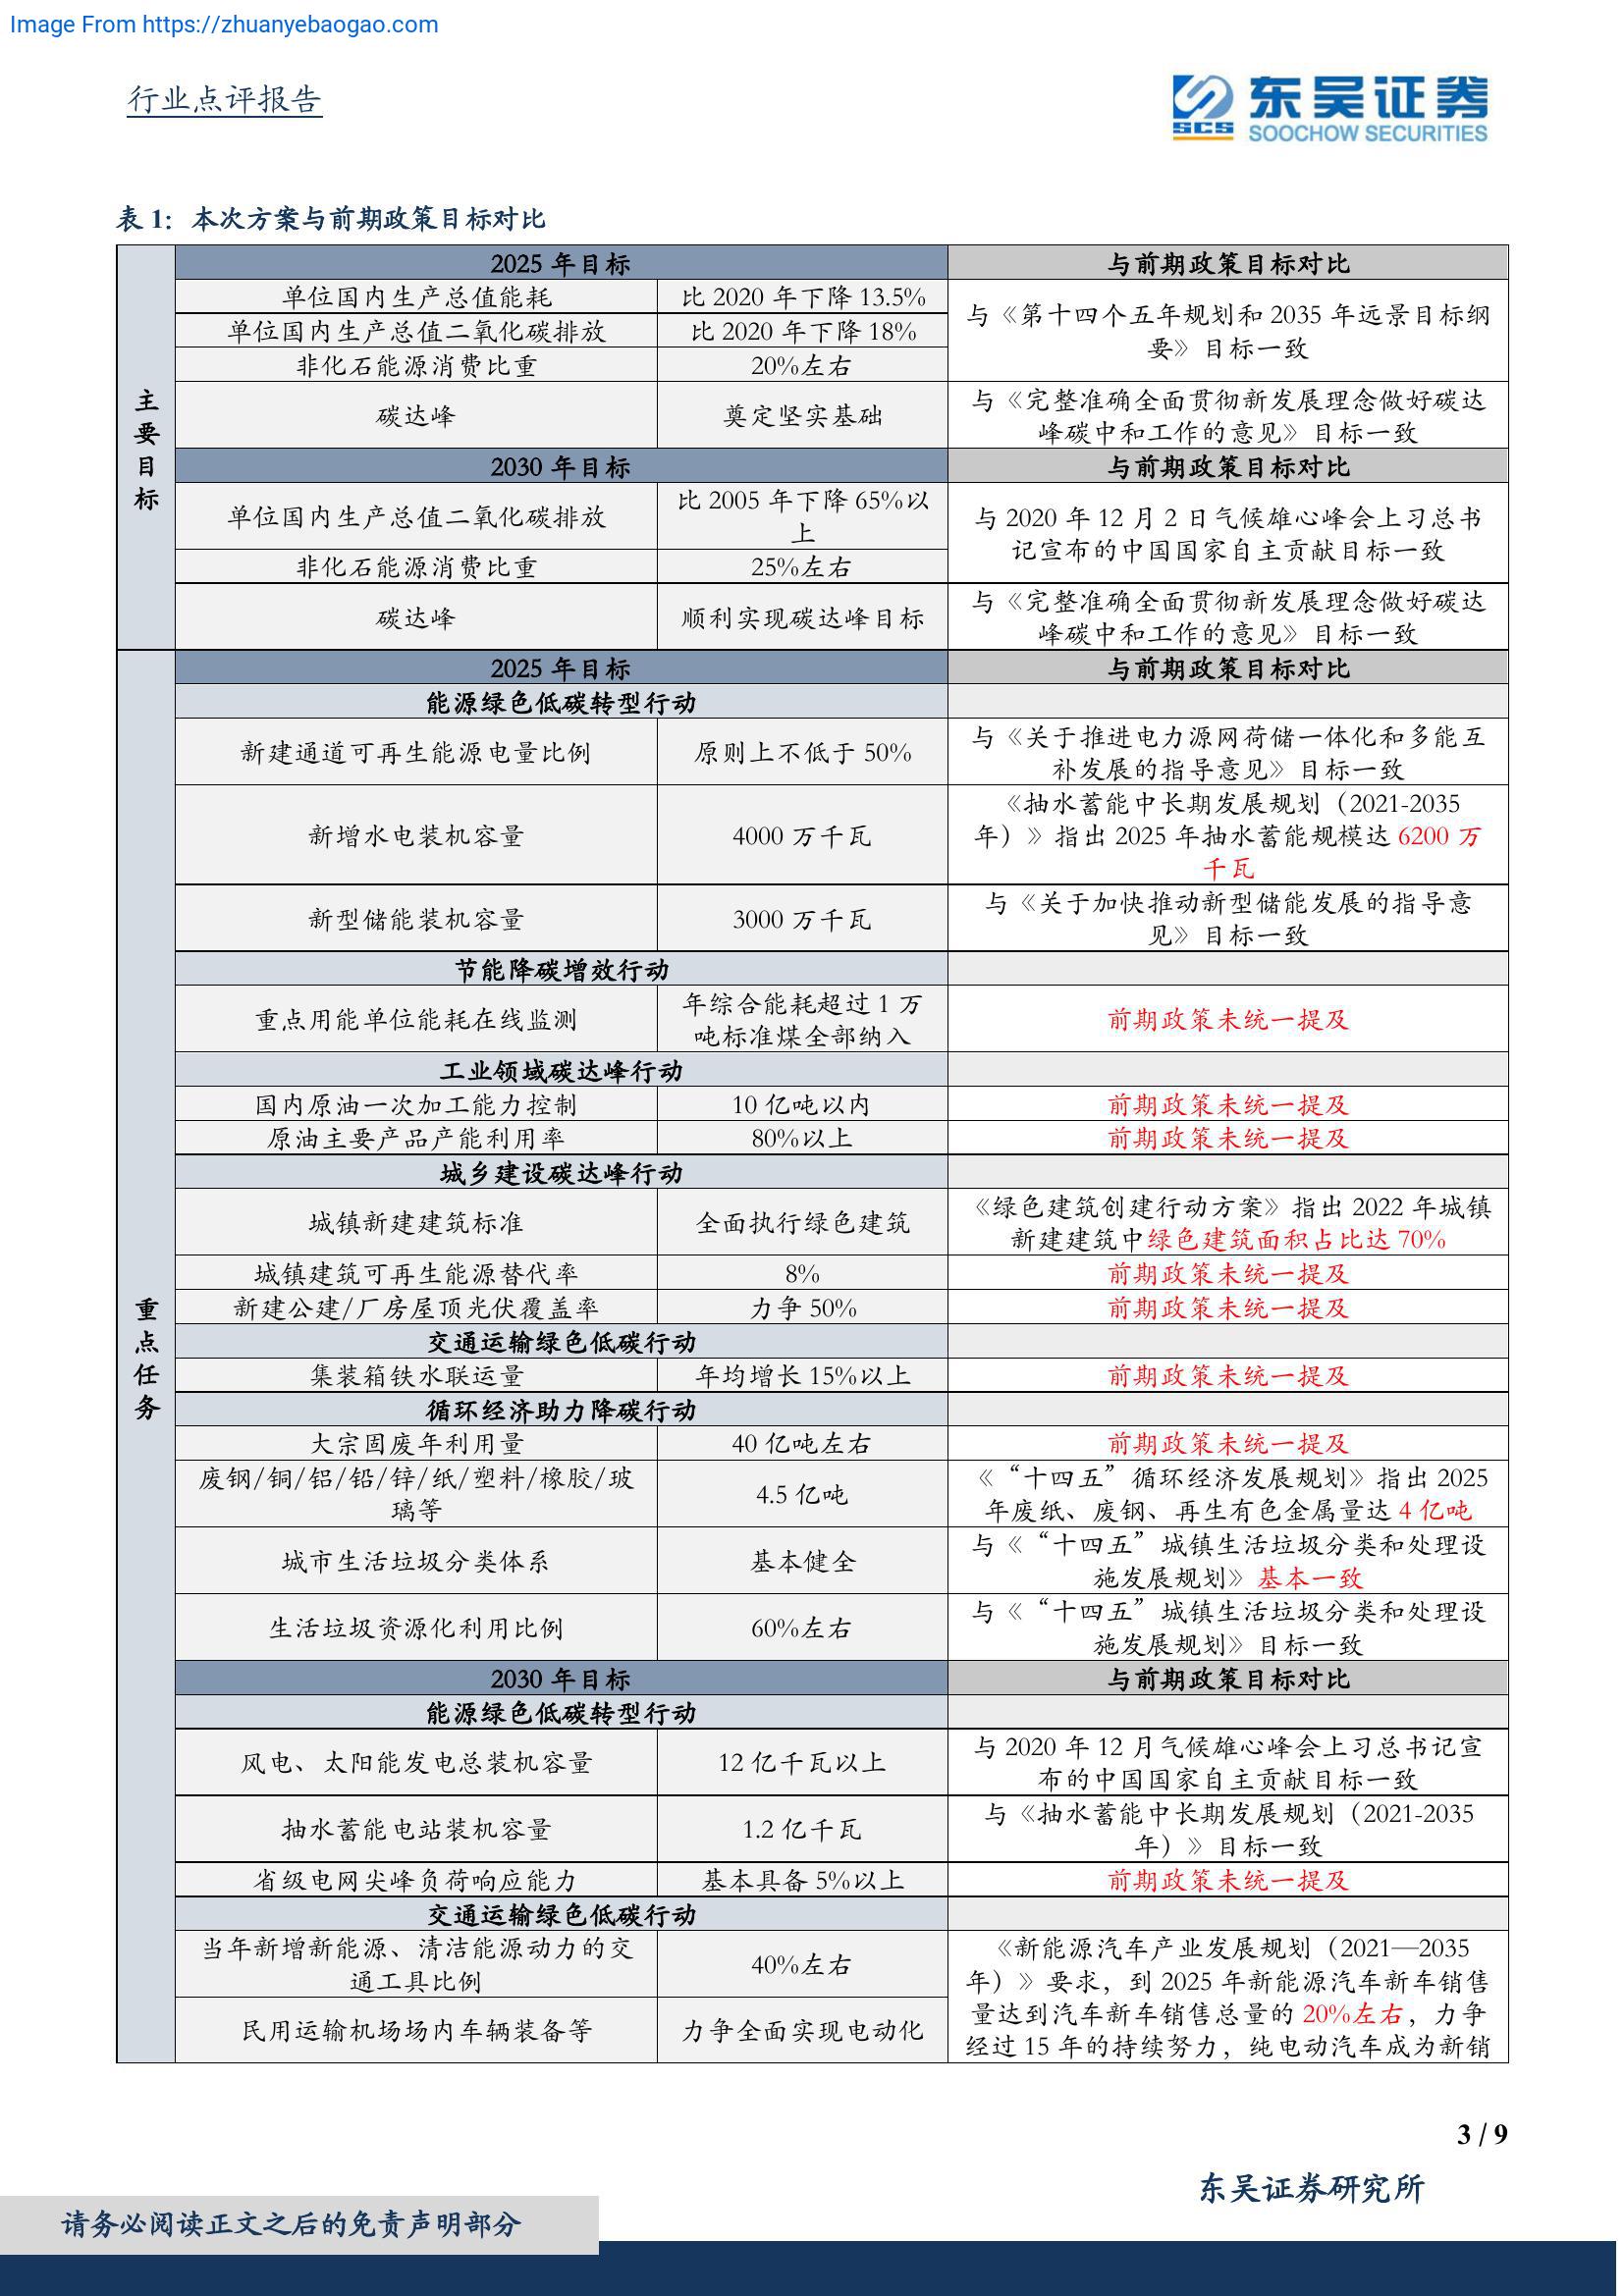 Image From https://zhuanyebaogao.com
行业点评报告
东吴证券
SCS
SOOCHOW SECURITIES
表 1：本次方案与前期政策目标对比
主要目标
2025 年目标 与前期政策目标对比
单位国内生产总值能耗 比 2020 年下降 13.5%
单位国内生产总值二氧化碳排放 比 2020 年下降 18%
非化石能源消费比重 20%左右
与《第十四个五年规划和 2035 年远景目标纲
要》目标一致
碳达峰 奠定坚实基础
与《完整准确全面贯彻新发展理念做好碳达
峰碳中和工作的意见》目标一致
2030 年目标 与前期政策目标对比
单位国内生产总值二氧化碳排放
比 2005 年下降 65%以
上
非化石能源消费比重 25%左右
与 2020 年 12 月 2 日气候雄心峰会上习总书
记宣布的中国国家自主贡献目标一致
碳达峰 顺利实现碳达峰目标
与《完整准确全面贯彻新发展理念做好碳达
峰碳中和工作的意见》目标一致
重点任务
2025 年目标 与前期政策目标对比
能源绿色低碳转型行动
新建通道可再生能源电量比例 原则上不低于 50%
与《关于推进电力源网荷储一体化和多能互
补发展的指导意见》目标一致
新增水电装机容量 4000 万千瓦
《抽水蓄能中长期发展规划（2021-2035
年）》指出 2025 年抽水蓄能规模达 6200 万
千瓦
新型储能装机容量 3000 万千瓦
与《关于加快推动新型储能发展的指导意
见》目标一致
节能降碳增效行动
重点用能单位能耗在线监测
年综合能耗超过 1 万
吨标准煤全部纳入
前期政策未统一提及
工业领域碳达峰行动
国内原油一次加工能力控制 10 亿吨以内 前期政策未统一提及
原油主要产品产能利用率 80%以上 前期政策未统一提及
城乡建设碳达峰行动
城镇新建建筑标准 全面执行绿色建筑
《绿色建筑创建行动方案》指出 2022 年城镇
新建建筑中绿色建筑面积占比达 70%
城镇建筑可再生能源替代率 8% 前期政策未统一提及
新建公建/厂房屋顶光伏覆盖率 力争 50% 前期政策未统一提及
交通运输绿色低碳行动
集装箱铁水联运量 年均增长 15%以上 前期政策未统一提及
循环经济助力降碳行动
大宗固废年利用量 40 亿吨左右 前期政策未统一提及
废钢/铜/铝/铅/锌/纸/塑料/橡胶/玻
璃等
4.5 亿吨
《“十四五”循环经济发展规划》指出 2025
年废纸、废钢、再生有色金属量达 4 亿吨
城市生活垃圾分类体系 基本健全
与《“十四五”城镇生活垃圾分类和处理设
施发展规划》基本一致
生活垃圾资源化利用比例 60%左右
与《“十四五”城镇生活垃圾分类和处理设
施发展规划》目标一致
2030 年目标 与前期政策目标对比
能源绿色低碳转型行动
风电、太阳能发电总装机容量 12 亿千瓦以上
与 2020 年 12 月气候雄心峰会上习总书记宣
布的中国国家自主贡献目标一致
抽水蓄能电站装机容量 1.2 亿千瓦
与《抽水蓄能中长期发展规划（2021-2035
年）》目标一致
省级电网尖峰负荷响应能力 基本具备 5%以上 前期政策未统一提及
交通运输绿色低碳行动
当年新增新能源、清洁能源动力的交
通工具比例
40%左右
民用运输机场场内车辆装备等 力争全面实现电动化
《新能源汽车产业发展规划（2021—2035
年）》要求，到 2025 年新能源汽车新车销售
量达到汽车新车销售总量的 20%左右，力争
经过 15 年的持续努力，纯电动汽车成为新销
3 / 9
东吴证券研究所
请务必阅读正文之后的免责声明部分